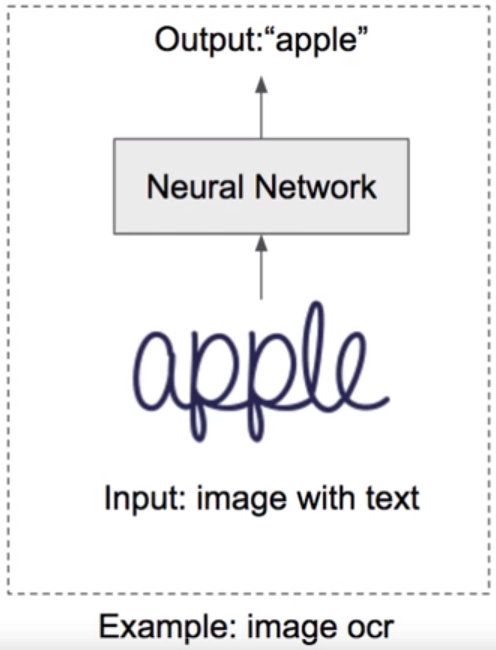 Output:“apple”
Neural Network
apple
Input: image with text
Example: image ocr